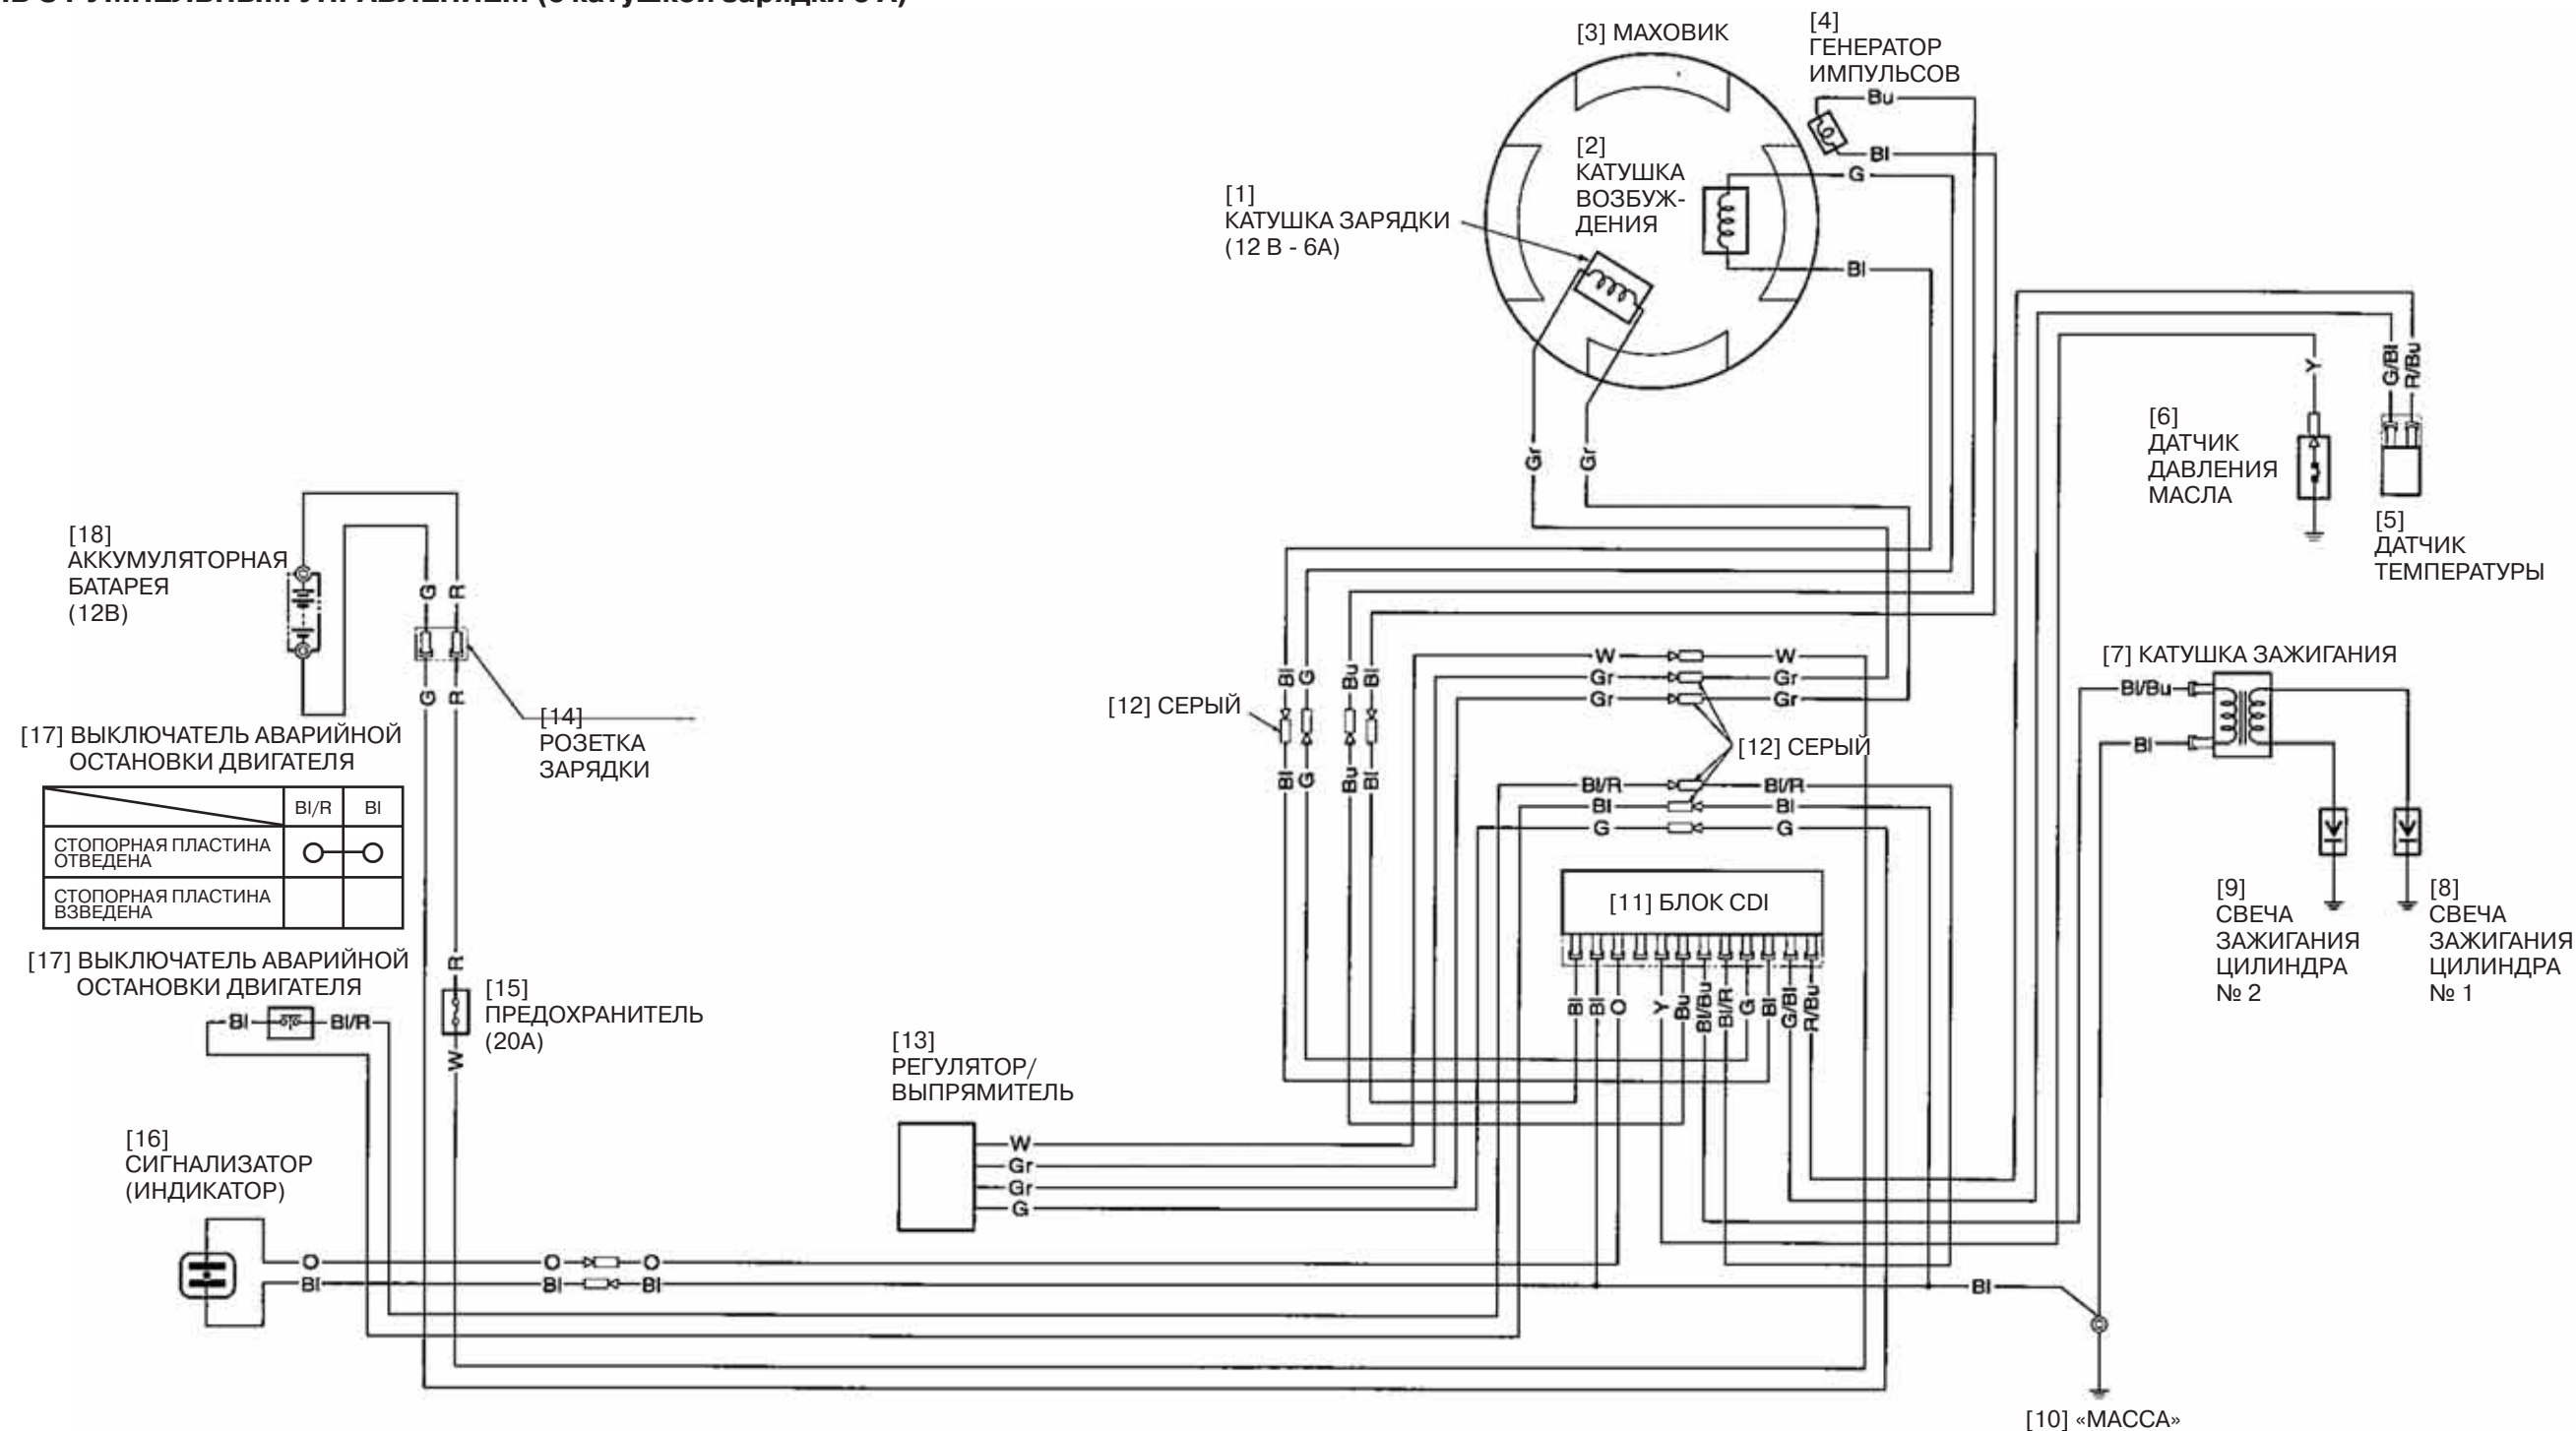 (с катушкой зарядки 6 А)
[3] МАХОВИК
[4]
ГЕНЕРАТОР
ИМПУЛЬСОВ
Bu
Bl
G
Bl
[2]
КАТУШКА
ВОЗБУЖ-
ДЕНИЯ
[1]
КАТУШКА ЗАРЯДКИ
(12 В - 6А)
Gr
Gr
Y
G/Bl
R/Bu
[6]
ДАТЧИК
ДАВЛЕНИЯ
МАСЛА
[5]
ДАТЧИК
ТЕМПЕРАТУРЫ
[18]
АККУМУЛЯТОРНАЯ
БАТАРЕЯ
(12В)
G R
G R
[14]
РОЗЕТКА
ЗАРЯДКИ
[12] СЕРЫЙ
Bl G Bu Bl
Bl G Bu Bl
W W
Gr Gr
Gr Gr
[12] СЕРЫЙ
Bl/R Bl/R
Bl Bl
G G
[7] КАТУШКА ЗАЖИГАНИЯ
Bl/Bu
Bl
[9]
СВЕЧА
ЗАЖИГАНИЯ
ЦИЛИНДРА
№ 2
[8]
СВЕЧА
ЗАЖИГАНИЯ
ЦИЛИНДРА
№ 1
[17] ВЫКЛЮЧАТЕЛЬ АВАРИЙНОЙ
ОСТАНОВКИ ДВИГАТЕЛЯ
Bl/R Bl
СТОПОРНАЯ ПЛАСТИНА
ОТВЕДЕНА
СТОПОРНАЯ ПЛАСТИНА
ВЗВЕДЕНА
[17] ВЫКЛЮЧАТЕЛЬ АВАРИЙНОЙ
ОСТАНОВКИ ДВИГАТЕЛЯ
Bl Bl/R
R
[15]
ПРЕДОХРАНИТЕЛЬ
(20А)
W
[11] БЛОК CDI
Bl Bl O Y Bu Bl/Bu Bl/R G Bl G/Bl R/Bu
[13]
РЕГУЛЯТОР/
ВЫПРЯМИТЕЛЬ
W
Gr
Gr
G
[16]
СИГНАЛИЗАТОР
(ИНДИКАТОР)
O O O
Bl Bl Bl
Bl
[10] «МАССА»